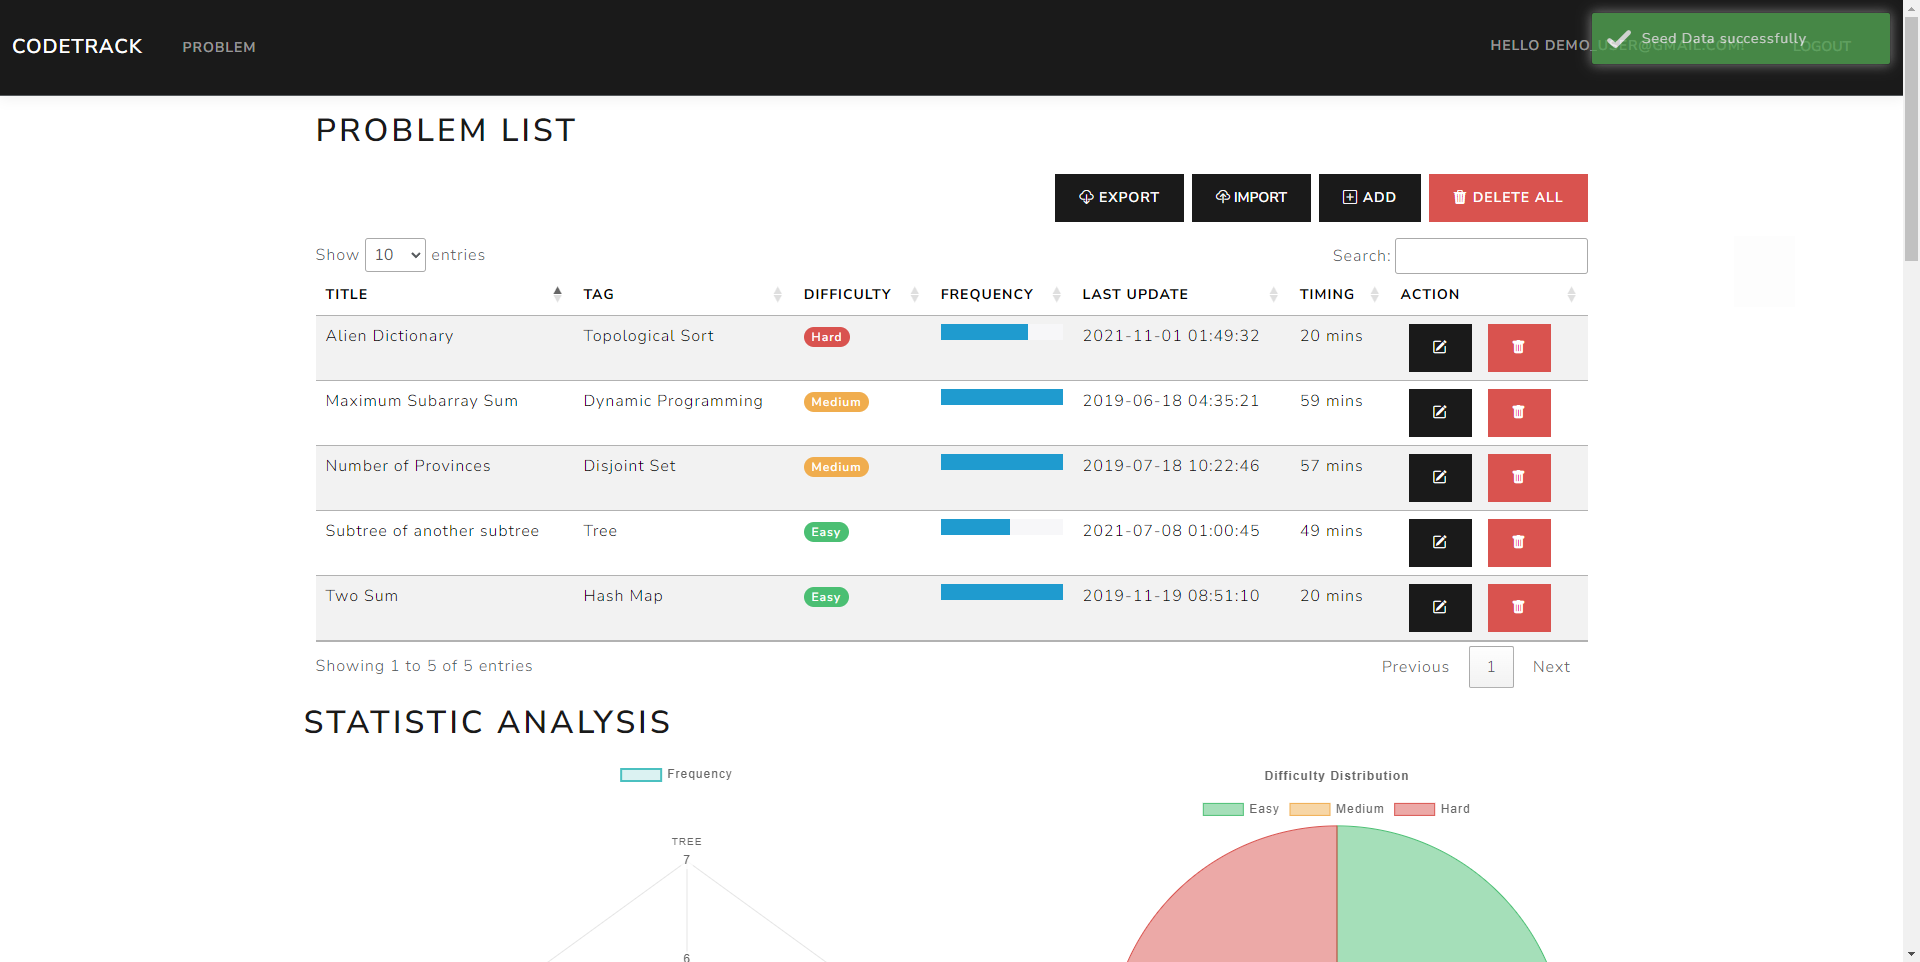 CODETRACK PROBLEM HELLO DEMO_USER@GMAIL.COM! LOGOUT
Seed Data successfully
PROBLEM LIST
EXPORT IMPORT ADD DELETE ALL
Show 10 entries Search:
TITLE TAG DIFFICULTY FREQUENCY LAST UPDATE TIMING ACTION
Alien Dictionary Topological Sort Hard 2021-11-01 01:49:32 20 mins
Maximum Subarray Sum Dynamic Programming Medium 2019-06-18 04:35:21 59 mins
Number of Provinces Disjoint Set Medium 2019-07-18 10:22:46 57 mins
Subtree of another subtree Tree Easy 2021-07-08 01:00:45 49 mins
Two Sum Hash Map Easy 2019-11-19 08:51:10 20 mins
Showing 1 to 5 of 5 entries Previous 1 Next
STATISTIC ANALYSIS
Frequency
TREE
7
6
Difficulty Distribution
Easy Medium Hard